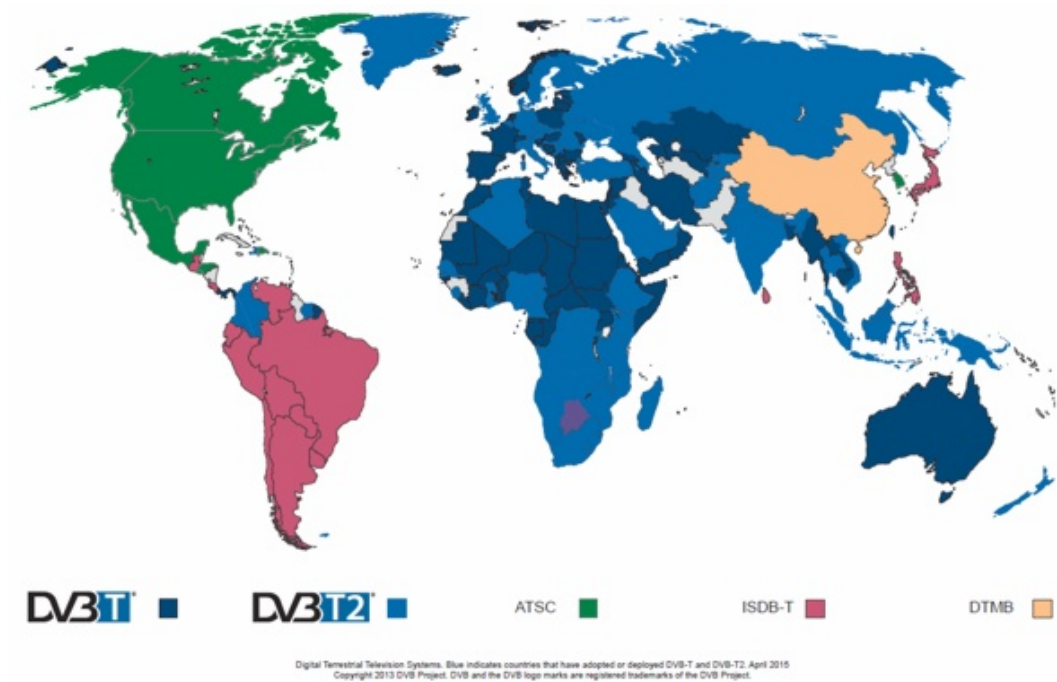 DVB T
DVB T2
ATSC
ISDB-T
DTMB
Digital Terrestrial Television Systems. Blue indicates countries that have adopted or deployed DVB-T and DVB-T2. April 2015
Copyright 2013 DVB Project. DVB and the DVB logo marks are registered trademarks of the DVB Project.